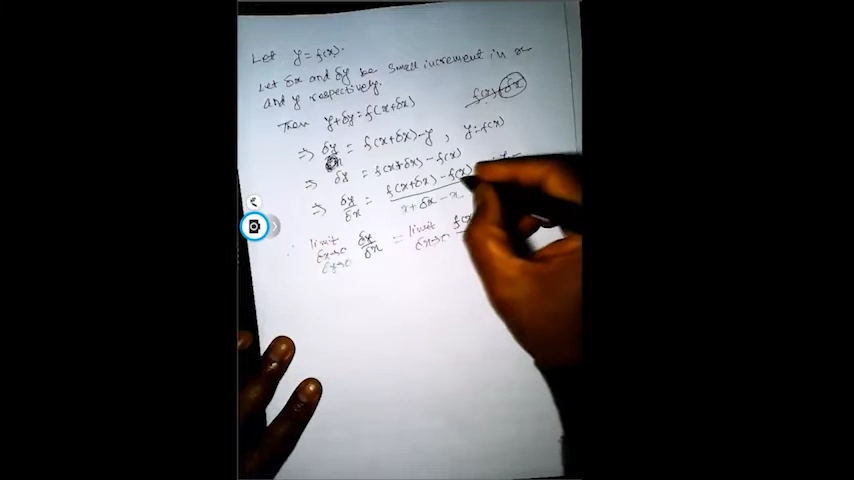 Let y = f(x).
Let δx and δy be small increment in x
and y respectively.
Then y+δy = f(x+δx)
f(x)+δx
⇒ δy = f(x+δx) - y , y = f(x)
⇒ δy = f(x+δx) - f(x)
⇒ δy/δx = f(x+δx) - f(x) / x + δx - x
∴ limit δx→0 δy→0 δy/δx = limit δx→0 f(x